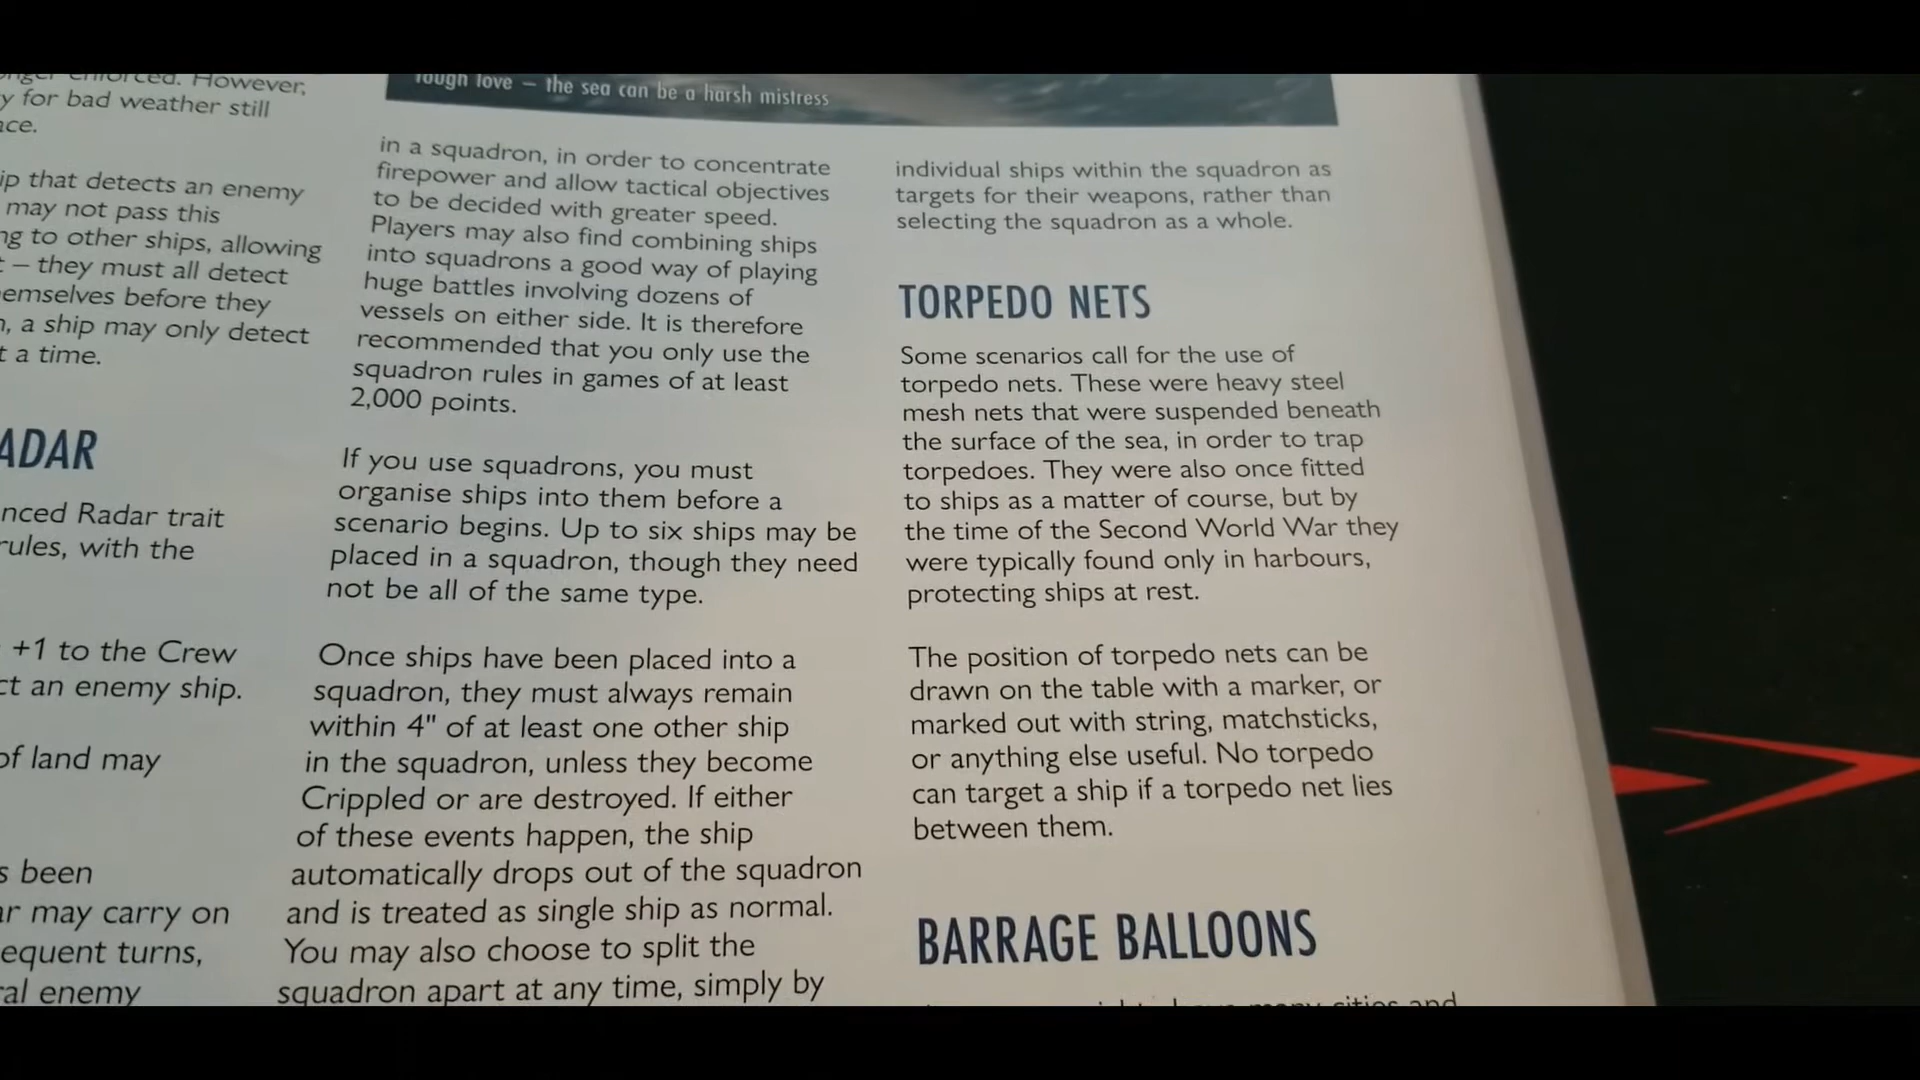 enforced. However,
y for bad weather still
ace.
ip that detects an enemy
may not pass this
ng to other ships, allowing
t – they must all detect
emselves before they
n, a ship may only detect
t a time.
ADAR
nced Radar trait
rules, with the
+1 to the Crew
ct an enemy ship.
of land may
s been
ar may carry on
equent turns,
ral enemy
Tough love – the sea can be a harsh mistress
in a squadron, in order to concentrate
firepower and allow tactical objectives
to be decided with greater speed.
Players may also find combining ships
into squadrons a good way of playing
huge battles involving dozens of
vessels on either side. It is therefore
recommended that you only use the
squadron rules in games of at least
2,000 points.
If you use squadrons, you must
organise ships into them before a
scenario begins. Up to six ships may be
placed in a squadron, though they need
not be all of the same type.
Once ships have been placed into a
squadron, they must always remain
within 4" of at least one other ship
in the squadron, unless they become
Crippled or are destroyed. If either
of these events happen, the ship
automatically drops out of the squadron
and is treated as single ship as normal.
You may also choose to split the
squadron apart at any time, simply by
individual ships within the squadron as
targets for their weapons, rather than
selecting the squadron as a whole.
TORPEDO NETS
Some scenarios call for the use of
torpedo nets. These were heavy steel
mesh nets that were suspended beneath
the surface of the sea, in order to trap
torpedoes. They were also once fitted
to ships as a matter of course, but by
the time of the Second World War they
were typically found only in harbours,
protecting ships at rest.
The position of torpedo nets can be
drawn on the table with a marker, or
marked out with string, matchsticks,
or anything else useful. No torpedo
can target a ship if a torpedo net lies
between them.
BARRAGE BALLOONS
many cities and